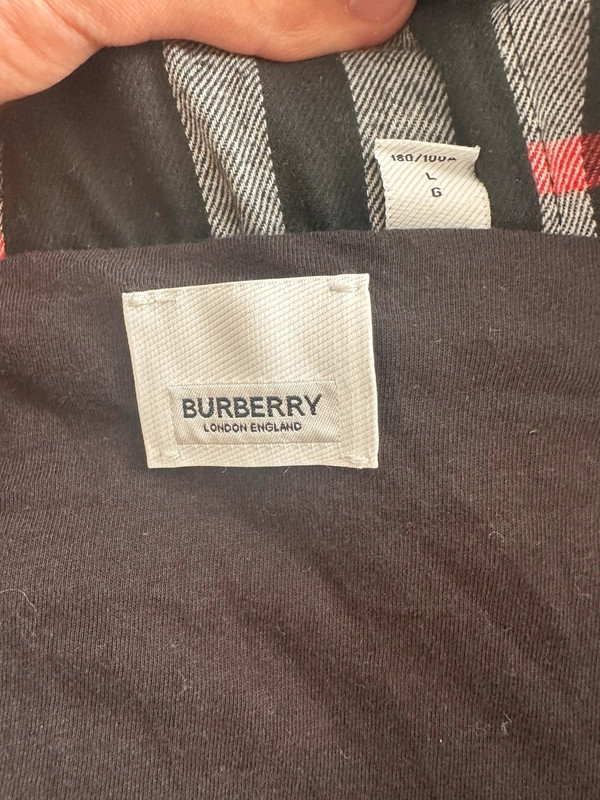 180/100A
L
G
BURBERRY
LONDON ENGLAND